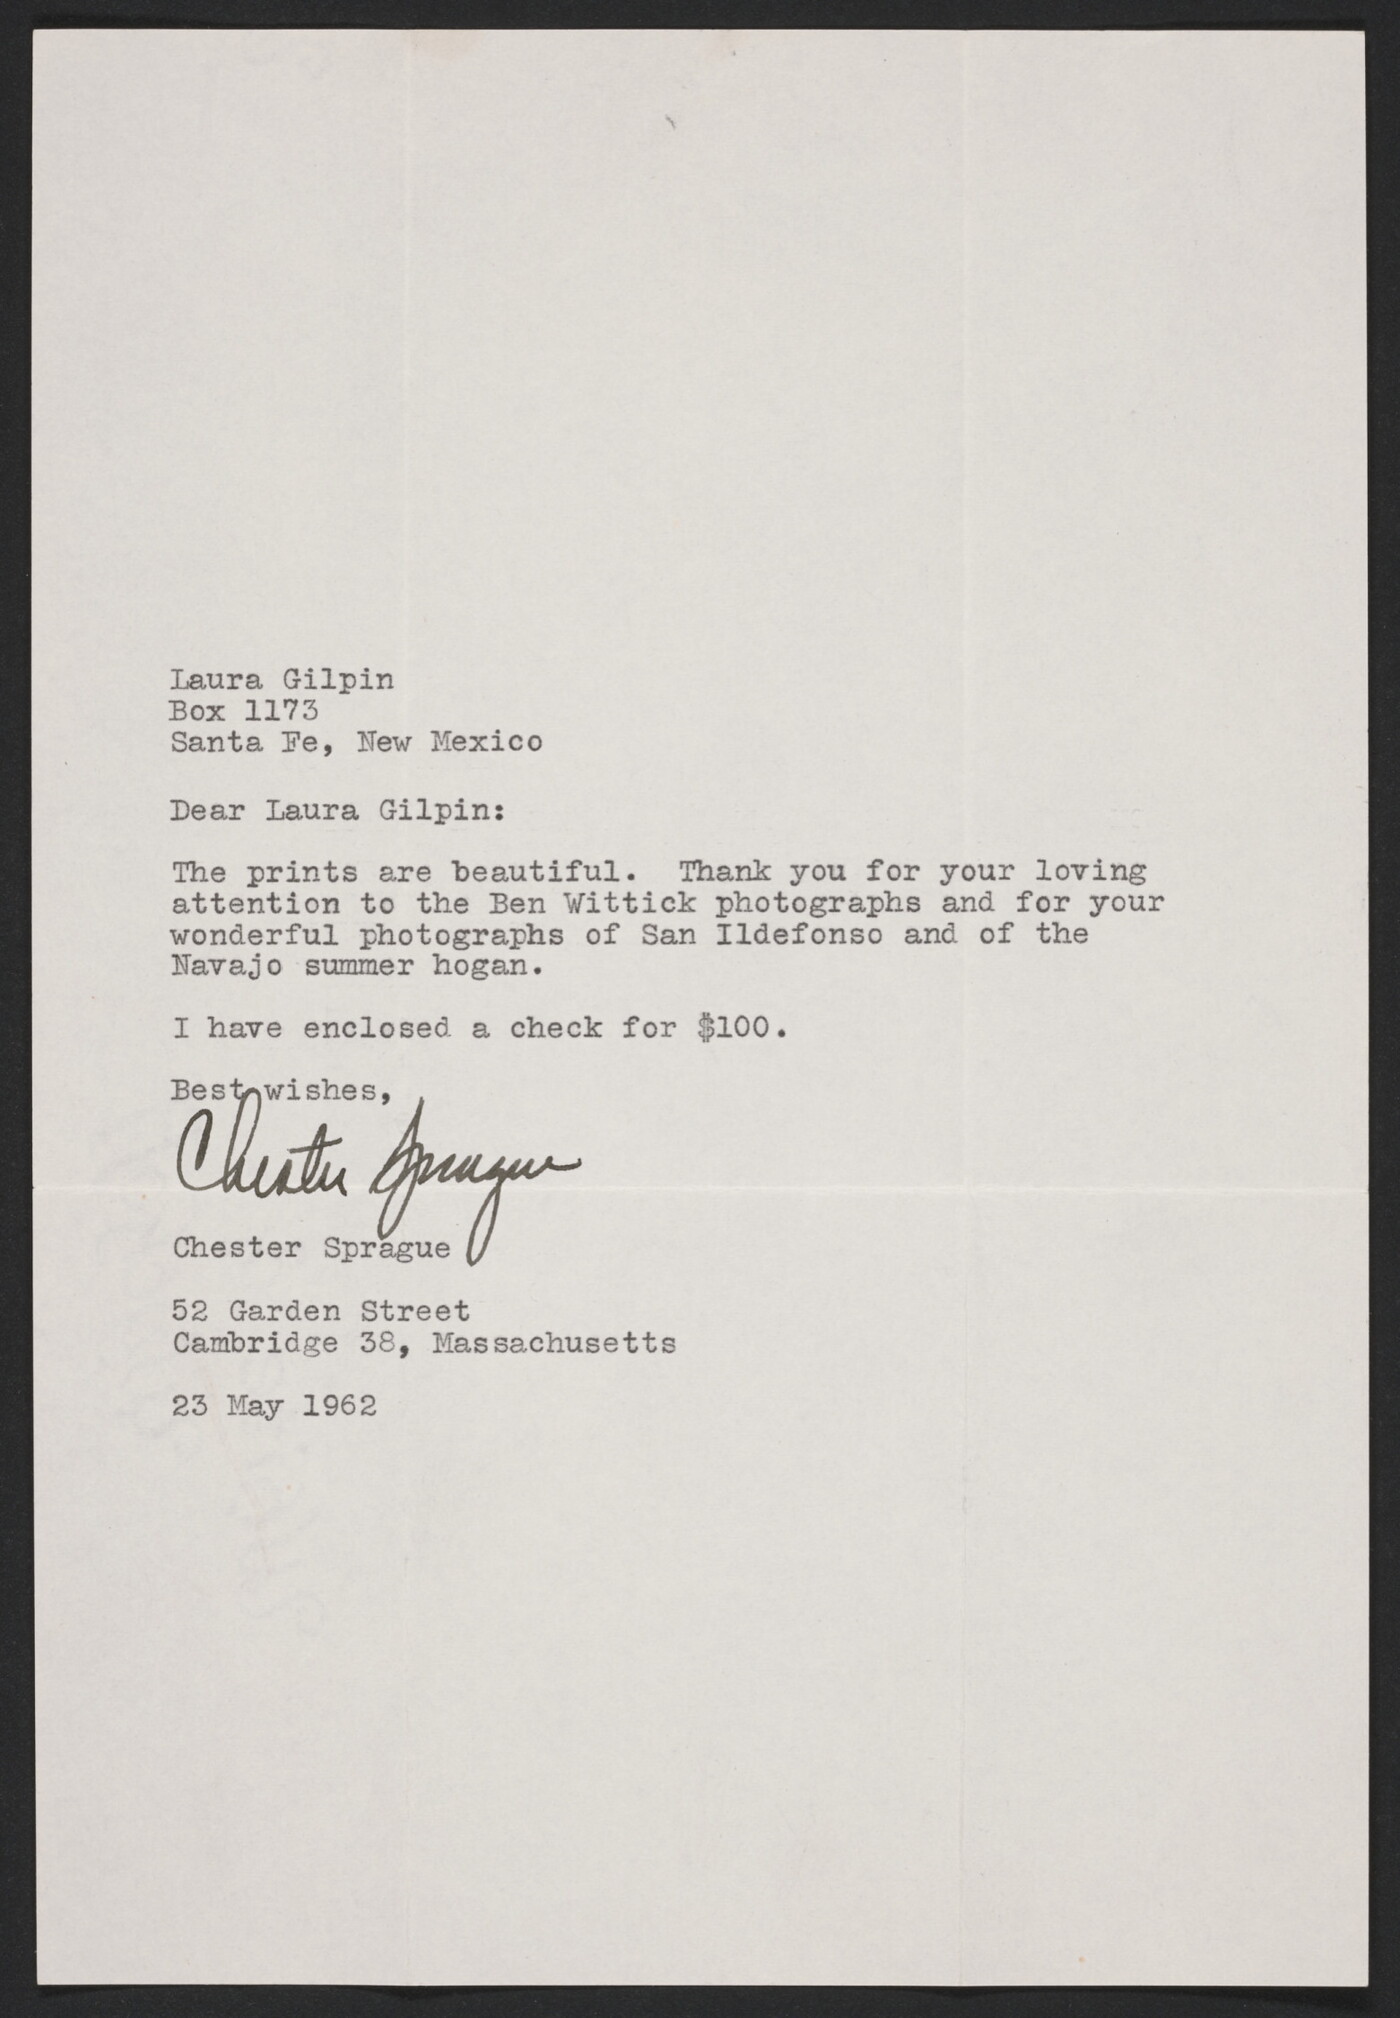 Laura Gilpin
Box 1173
Santa Fe, New Mexico
Dear Laura Gilpin:
The prints are beautiful.  Thank you for your loving
attention to the Ben Wittick photographs and for your
wonderful photographs of San Ildefonso and of the
Navajo summer hogan.
I have enclosed a check for $100.
Best wishes,
Chester Sprague
Chester Sprague
52 Garden Street
Cambridge 38, Massachusetts
23 May 1962